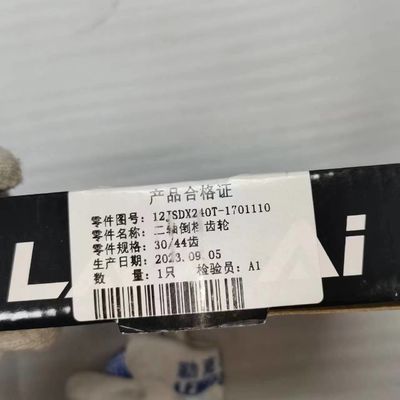 产品合格证
零件图号: 12JSDX240T-1701110
零件名称: 二轴倒档齿轮
零件规格: 30/44齿
生产日期: 2023.09.05
数量: 1只 检验员: A1